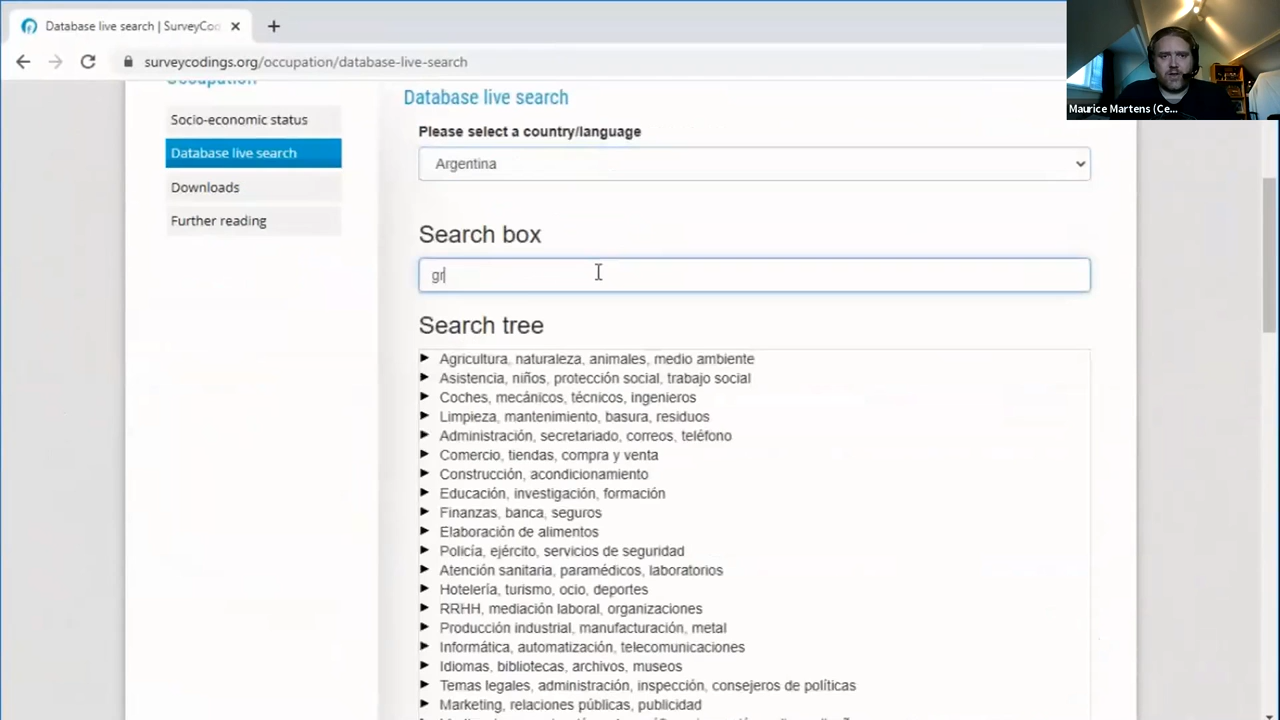 Database live search | SurveyCo
surveycodings.org/occupation/database-live-search
Maurice Martens (Ce...
Occupation
Socio-economic status
Database live search
Downloads
Further reading
Database live search
Please select a country/language
Argentina
Search box
gr
Search tree
Agricultura, naturaleza, animales, medio ambiente
Asistencia, niños, protección social, trabajo social
Coches, mecánicos, técnicos, ingenieros
Limpieza, mantenimiento, basura, residuos
Administración, secretariado, correos, teléfono
Comercio, tiendas, compra y venta
Construcción, acondicionamiento
Educación, investigación, formación
Finanzas, banca, seguros
Elaboración de alimentos
Policía, ejército, servicios de seguridad
Atención sanitaria, paramédicos, laboratorios
Hotelería, turismo, ocio, deportes
RRHH, mediación laboral, organizaciones
Producción industrial, manufacturación, metal
Informática, automatización, telecomunicaciones
Idiomas, bibliotecas, archivos, museos
Temas legales, administración, inspección, consejeros de políticas
Marketing, relaciones públicas, publicidad